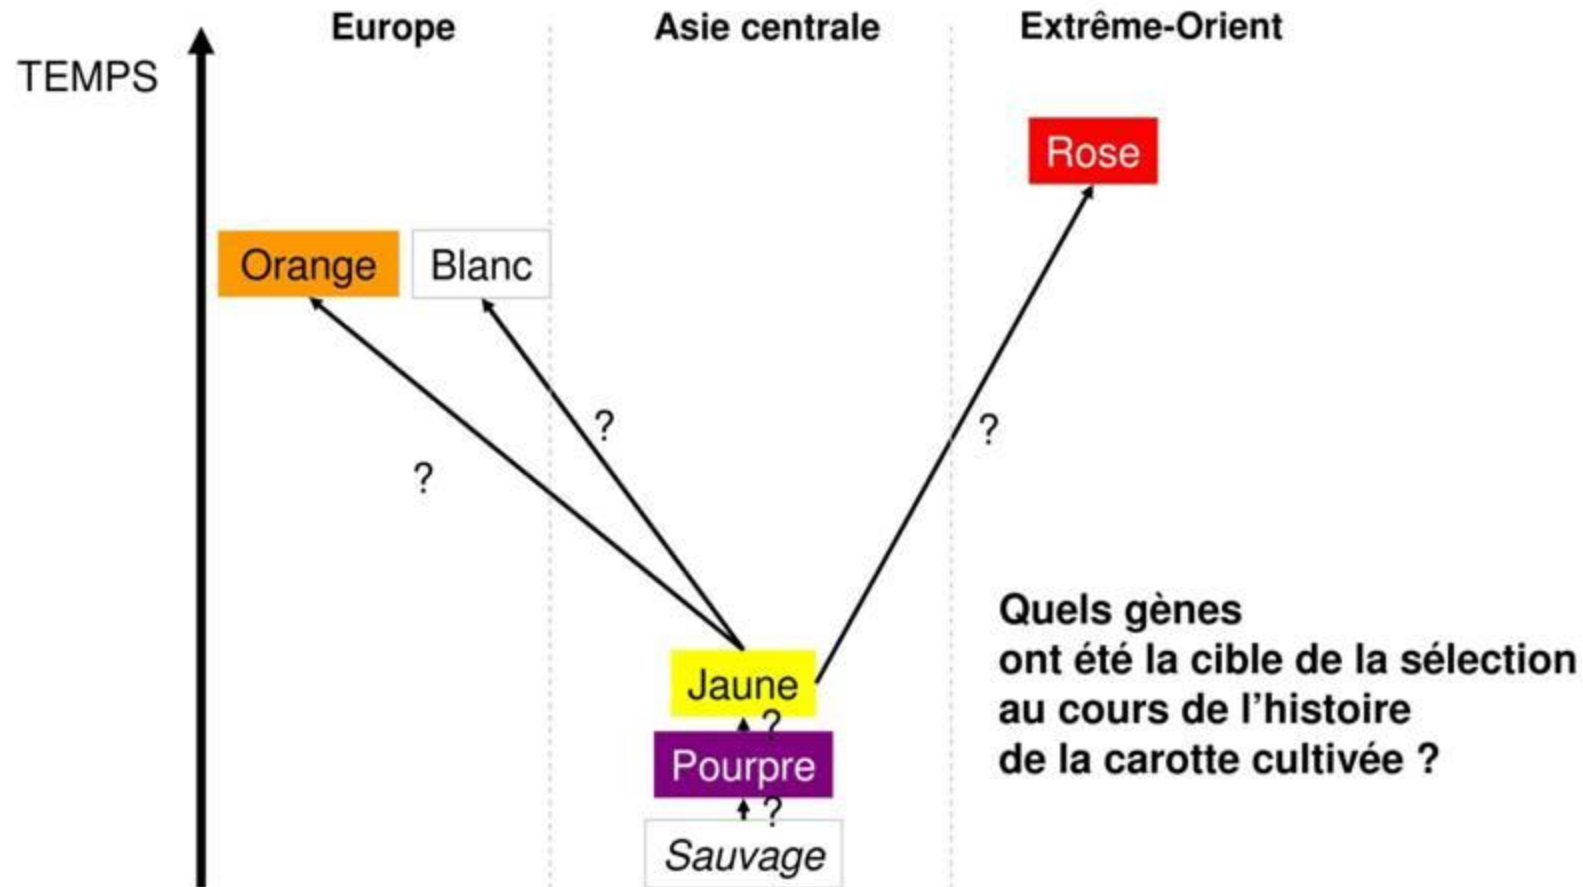 Europe
Asie centrale
Extrême-Orient
TEMPS
Rose
Orange
Blanc
?
?
?
Jaune
?
Pourpre
?
Sauvage
Quels gènes
ont été la cible de la sélection
au cours de l'histoire
de la carotte cultivée ?